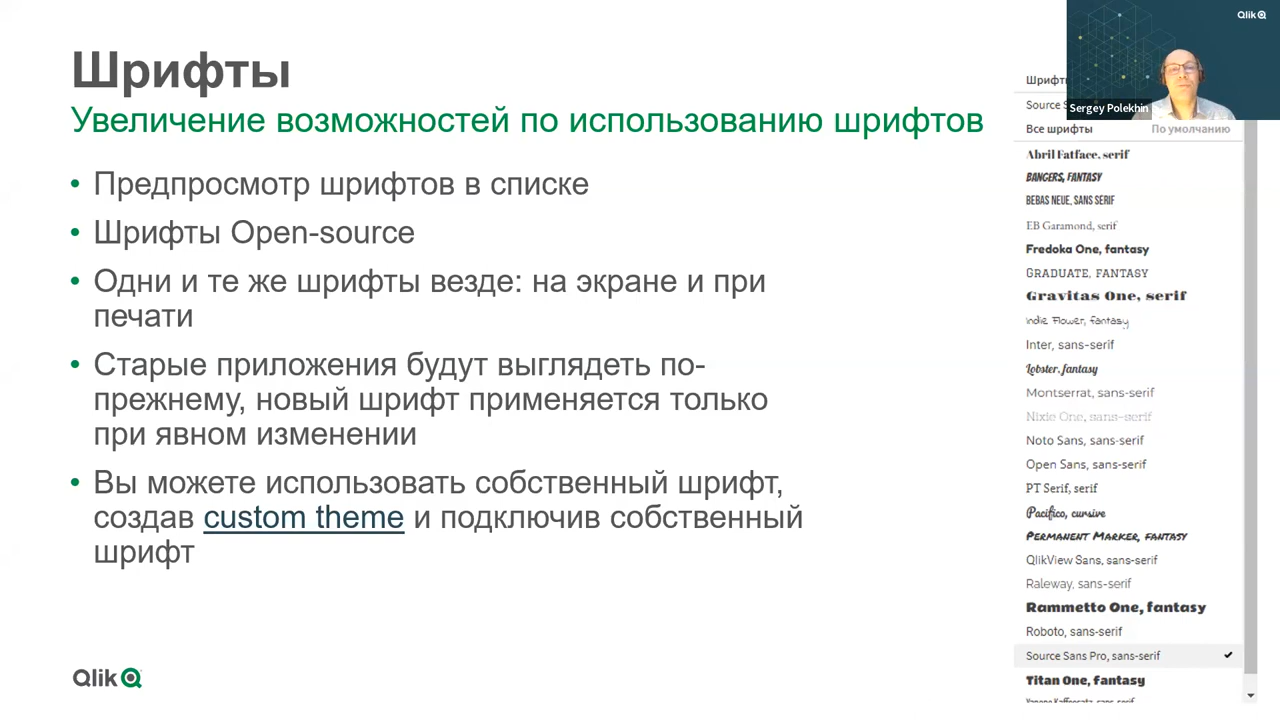 Шрифты
Увеличение возможностей по использованию шрифтов
• Предпросмотр шрифтов в списке
• Шрифты Open-source
• Одни и те же шрифты везде: на экране и при
печати
• Старые приложения будут выглядеть по-
прежнему, новый шрифт применяется только
при явном изменении
• Вы можете использовать собственный шрифт,
создав custom theme и подключив собственный
шрифт
Qlik
Qlik
Sergey Polekhin
Source
Все шрифты По умолчанию
Abril Fatface, serif
BANGERS, FANTASY
BEBAS NEUE, SANS SERIF
EB Garamond, serif
Fredoka One, fantasy
GRADUATE, FANTASY
Gravitas One, serif
Indie Flower, fantasy
Inter, sans-serif
Lobster, fantasy
Montserrat, sans-serif
Nixie One, sans-serif
Noto Sans, sans-serif
Open Sans, sans-serif
PT Serif, serif
Pacifico, cursive
PERMANENT MARKER, FANTASY
QlikView Sans, sans-serif
Raleway, sans-serif
Rammetto One, fantasy
Roboto, sans-serif
Source Sans Pro, sans-serif
Titan One, fantasy